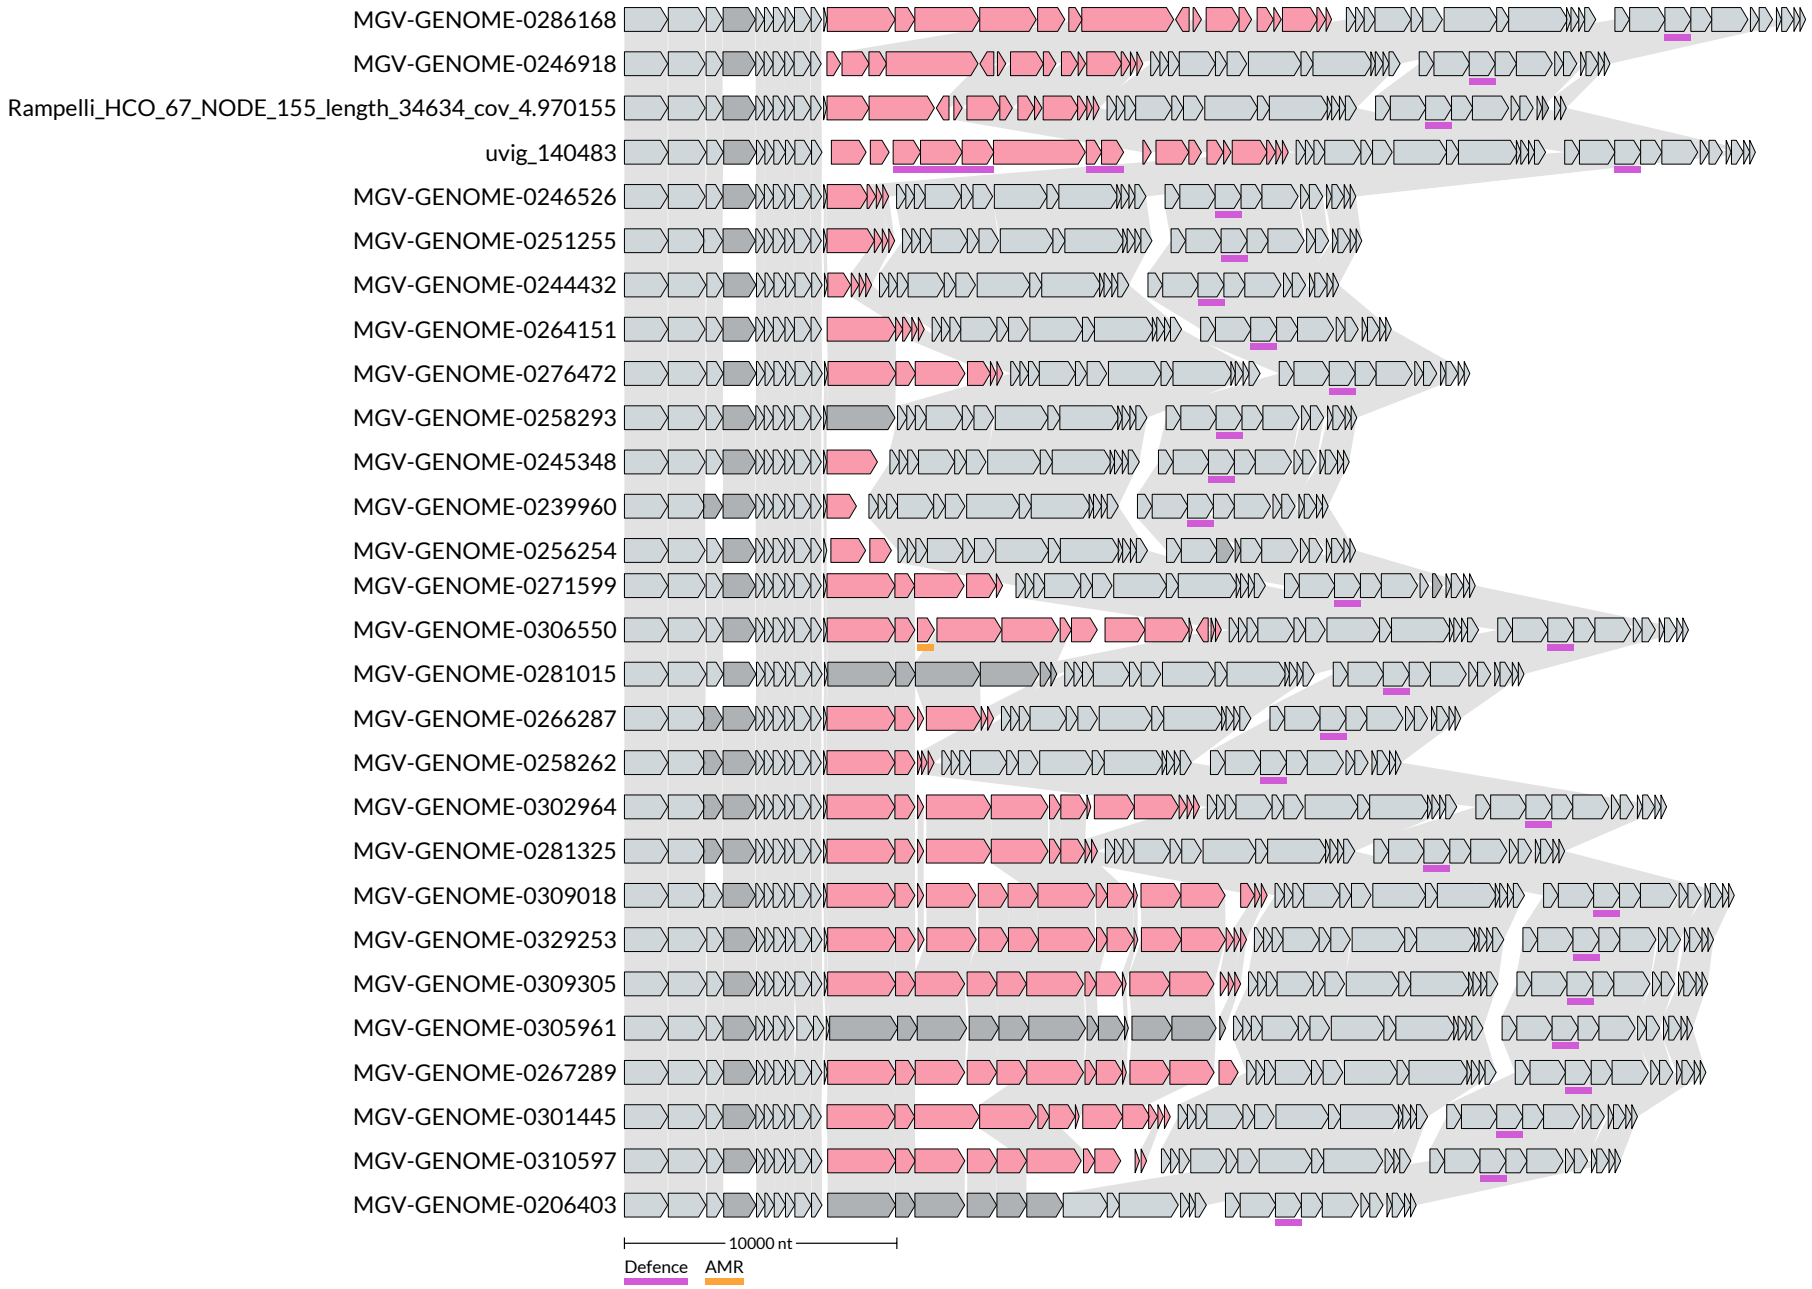 MGV-GENOME-0286168
MGV-GENOME-0246918
Rampelli_HCO_67_NODE_155_length_34634_cov_4.970155
uvig_140483
MGV-GENOME-0246526
MGV-GENOME-0251255
MGV-GENOME-0244432
MGV-GENOME-0264151
MGV-GENOME-0276472
MGV-GENOME-0258293
MGV-GENOME-0245348
MGV-GENOME-0239960
MGV-GENOME-0256254
MGV-GENOME-0271599
MGV-GENOME-0306550
MGV-GENOME-0281015
MGV-GENOME-0266287
MGV-GENOME-0258262
MGV-GENOME-0302964
MGV-GENOME-0281325
MGV-GENOME-0309018
MGV-GENOME-0329253
MGV-GENOME-0309305
MGV-GENOME-0305961
MGV-GENOME-0267289
MGV-GENOME-0301445
MGV-GENOME-0310597
MGV-GENOME-0206403
10000 nt
Defence AMR